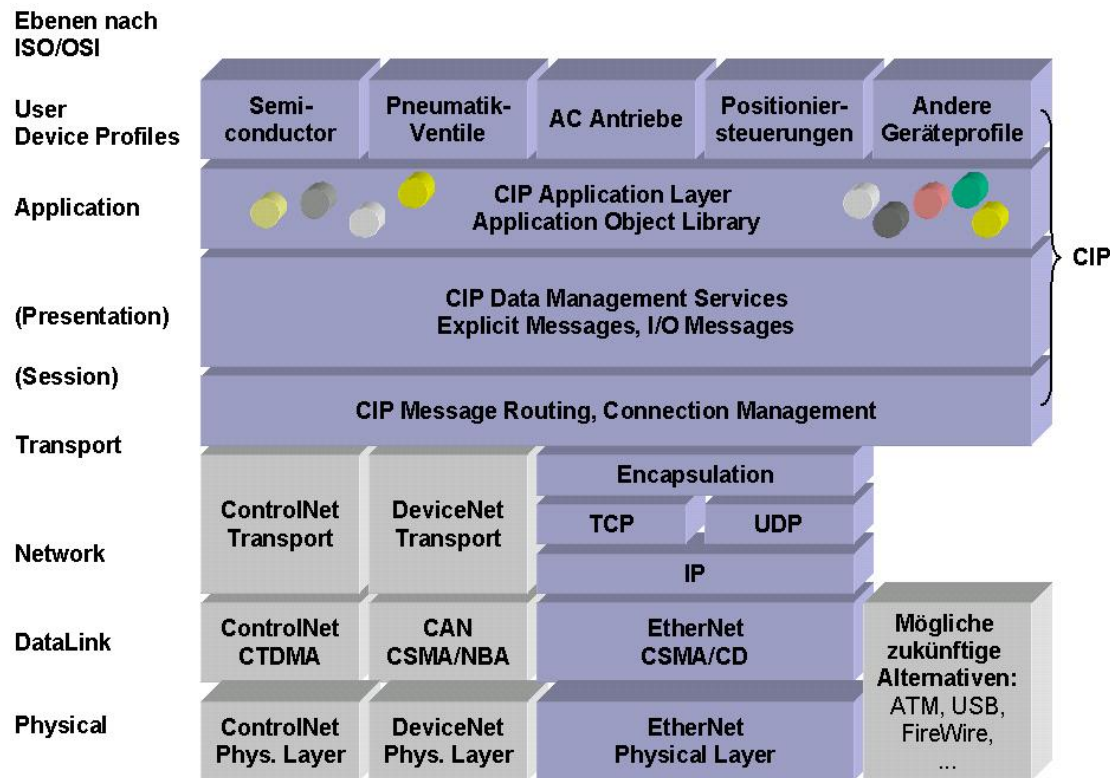 Ebenen nach
ISO/OSI
User
Device Profiles
Semi-
conductor
Pneumatik-
Ventile
AC Antriebe
Positionier-
steuerungen
Andere
Geräteprofile
Application
CIP Application Layer
Application Object Library
CIP
(Presentation)
CIP Data Management Services
Explicit Messages, I/O Messages
(Session)
CIP Message Routing, Connection Management
Transport
ControlNet
Transport
DeviceNet
Transport
Encapsulation
TCP
UDP
Network
IP
DataLink
ControlNet
CTDMA
CAN
CSMA/NBA
EtherNet
CSMA/CD
Mögliche
zukünftige
Alternativen:
ATM, USB,
FireWire,
...
Physical
ControlNet
Phys. Layer
DeviceNet
Phys. Layer
EtherNet
Physical Layer